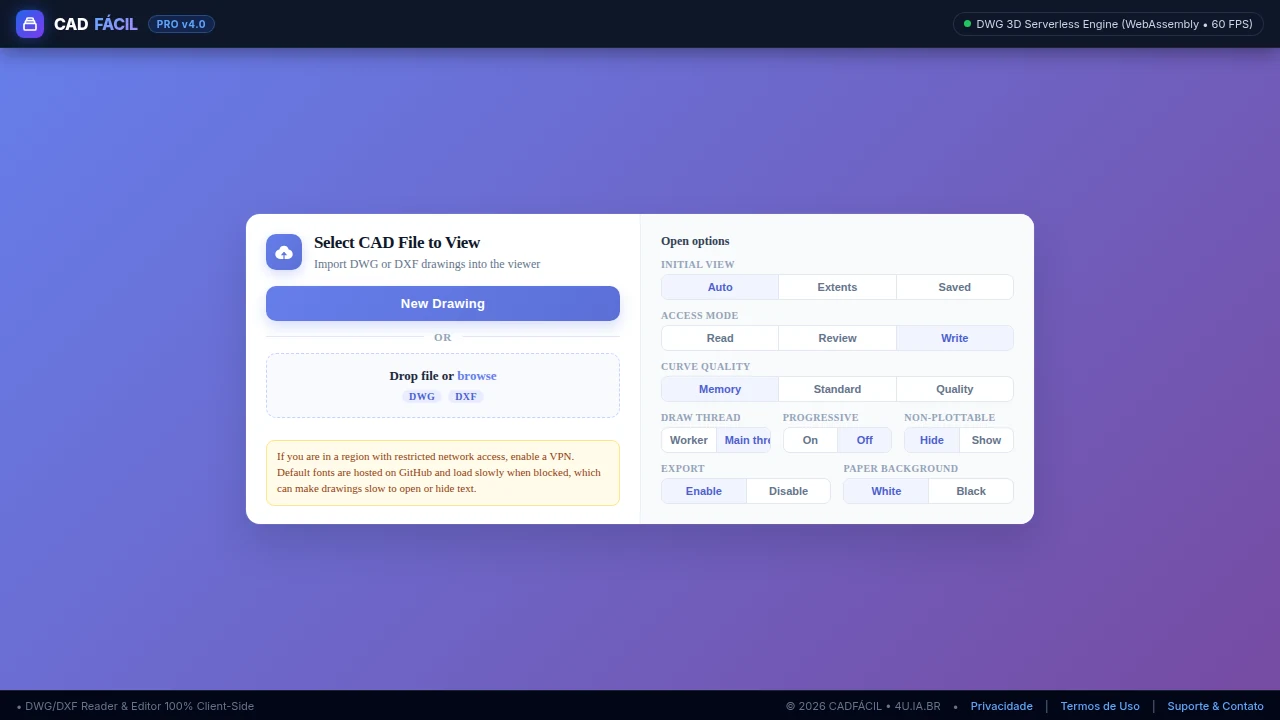 CAD FÁCIL PRO v4.0
DWG 3D Serverless Engine (WebAssembly • 60 FPS)
Select CAD File to View
Import DWG or DXF drawings into the viewer
New Drawing
OR
Drop file or browse
DWG DXF
If you are in a region with restricted network access, enable a VPN.
Default fonts are hosted on GitHub and load slowly when blocked, which
can make drawings slow to open or hide text.
Open options
INITIAL VIEW
Auto Extents Saved
ACCESS MODE
Read Review Write
CURVE QUALITY
Memory Standard Quality
DRAW THREAD PROGRESSIVE NON-PLOTTABLE
Worker Main thre On Off Hide Show
EXPORT PAPER BACKGROUND
Enable Disable White Black
• DWG/DXF Reader & Editor 100% Client-Side
© 2026 CADFÁCIL • 4U.IA.BR • Privacidade | Termos de Uso | Suporte & Contato